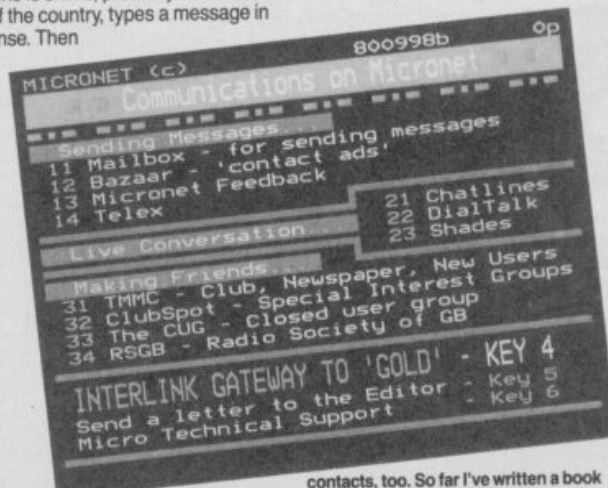 f the country, types a message in
nse. Then
MICRONET (c) 800998b 0p
Communications on Micronet
Sending Messages...
11 Mailbox - for sending messages
12 Bazaar - 'contact ads'
13 Micronet Feedback
14 Telex
Live Conversation...
21 Chatlines
22 DialTalk
23 Shades
Making Friends...
31 TMMC - Club, Newspaper, New Users
32 ClubSpot - Special Interest Groups
33 The CUG - Closed user group
34 RSGB - Radio Society of GB
INTERLINK GATEWAY TO 'GOLD' - KEY 4
Send a letter to the Editor - Key 5
Micro Technical Support - Key 6
contacts, too. So far I've written a book